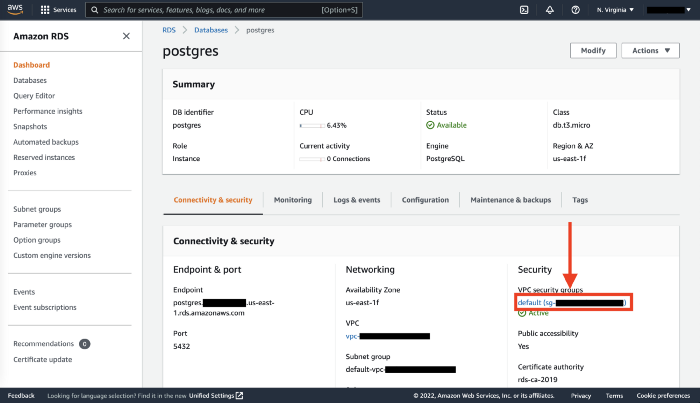 aws
Services
Search for services, features, blogs, docs, and more
[Option+S]
N. Virginia
Amazon RDS
Dashboard
Databases
Query Editor
Performance insights
Snapshots
Automated backups
Reserved instances
Proxies
Subnet groups
Parameter groups
Option groups
Custom engine versions
Events
Event subscriptions
Recommendations 0
Certificate update
RDS > Databases > postgres
postgres
Modify
Actions
Summary
DB identifier
postgres
CPU
6.43%
Status
Available
Class
db.t3.micro
Role
Instance
Current activity
0 Connections
Engine
PostgreSQL
Region & AZ
us-east-1f
Connectivity & security
Monitoring
Logs & events
Configuration
Maintenance & backups
Tags
Connectivity & security
Endpoint & port
Endpoint
postgres. .us-east-
1.rds.amazonaws.com
Port
5432
Networking
Availability Zone
us-east-1f
VPC
vpc-
Subnet group
default-vpc-
Security
VPC security groups
default (sg- )
Active
Public accessibility
Yes
Certificate authority
rds-ca-2019
Feedback
Looking for language selection? Find it in the new Unified Settings
© 2022, Amazon Web Services, Inc. or its affiliates.
Privacy
Terms
Cookie preferences